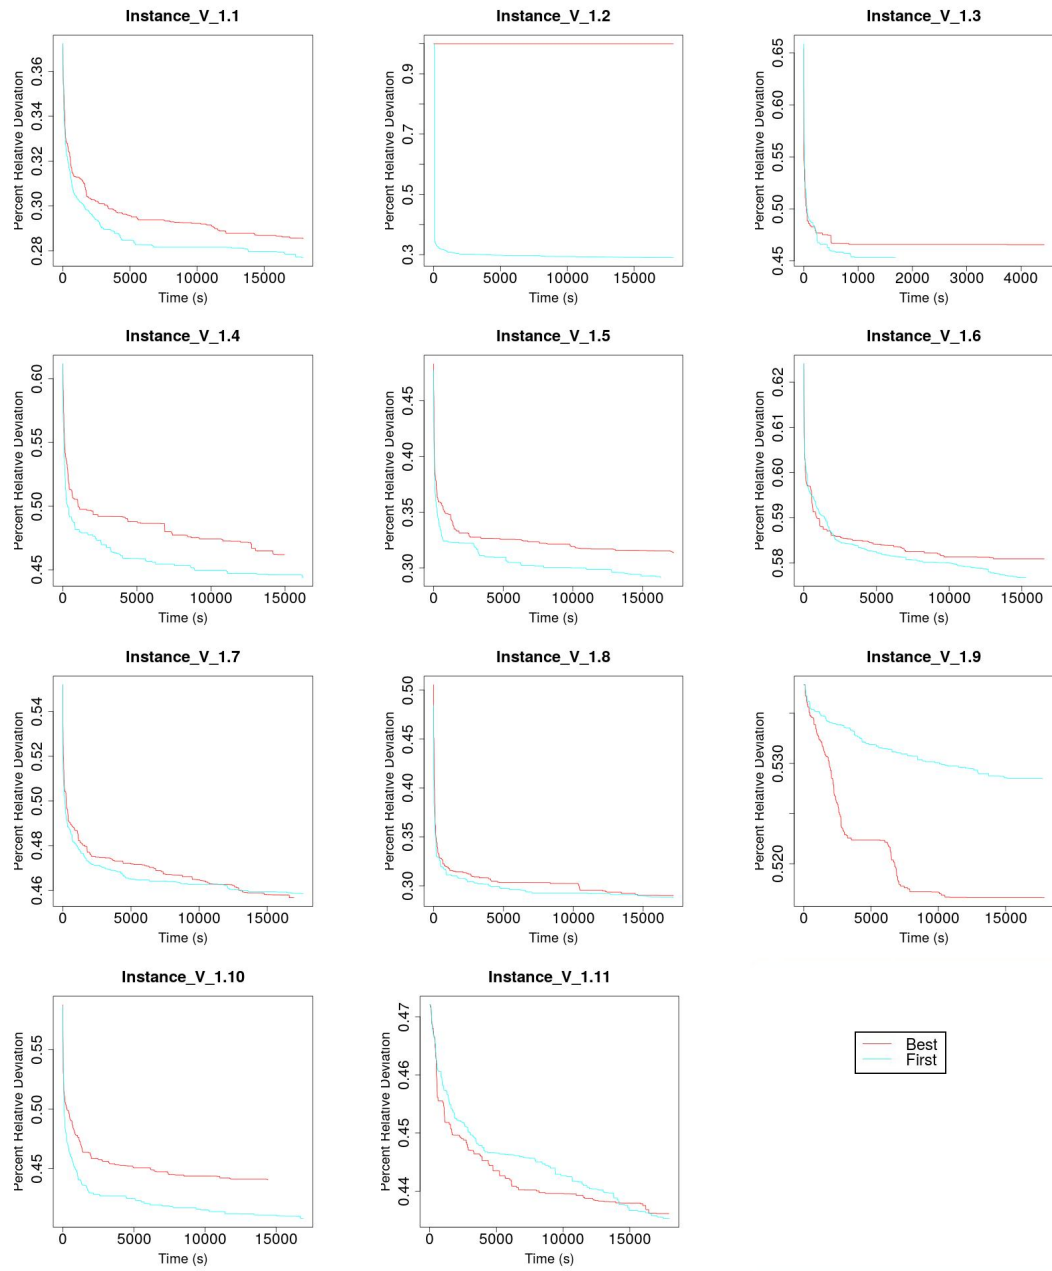 Instance_V_1.1
Percent Relative Deviation
0.28 0.30 0.32 0.34 0.36
0 5000 10000 15000
Time (s)
Instance_V_1.2
Percent Relative Deviation
0.3 0.5 0.7 0.9
0 5000 10000 15000
Time (s)
Instance_V_1.3
Percent Relative Deviation
0.45 0.50 0.55 0.60 0.65
0 1000 2000 3000 4000
Time (s)
Instance_V_1.4
Percent Relative Deviation
0.45 0.50 0.55 0.60
0 5000 10000 15000
Time (s)
Instance_V_1.5
Percent Relative Deviation
0.30 0.35 0.40 0.45
0 5000 10000 15000
Time (s)
Instance_V_1.6
Percent Relative Deviation
0.58 0.59 0.60 0.61 0.62
0 5000 10000 15000
Time (s)
Instance_V_1.7
Percent Relative Deviation
0.46 0.48 0.50 0.52 0.54
0 5000 10000 15000
Time (s)
Instance_V_1.8
Percent Relative Deviation
0.30 0.35 0.40 0.45 0.50
0 5000 10000 15000
Time (s)
Instance_V_1.9
Percent Relative Deviation
0.520 0.530
0 5000 10000 15000
Time (s)
Instance_V_1.10
Percent Relative Deviation
0.45 0.50 0.55
0 5000 10000 15000
Time (s)
Instance_V_1.11
Percent Relative Deviation
0.44 0.45 0.46 0.47
0 5000 10000 15000
Time (s)
Best
First